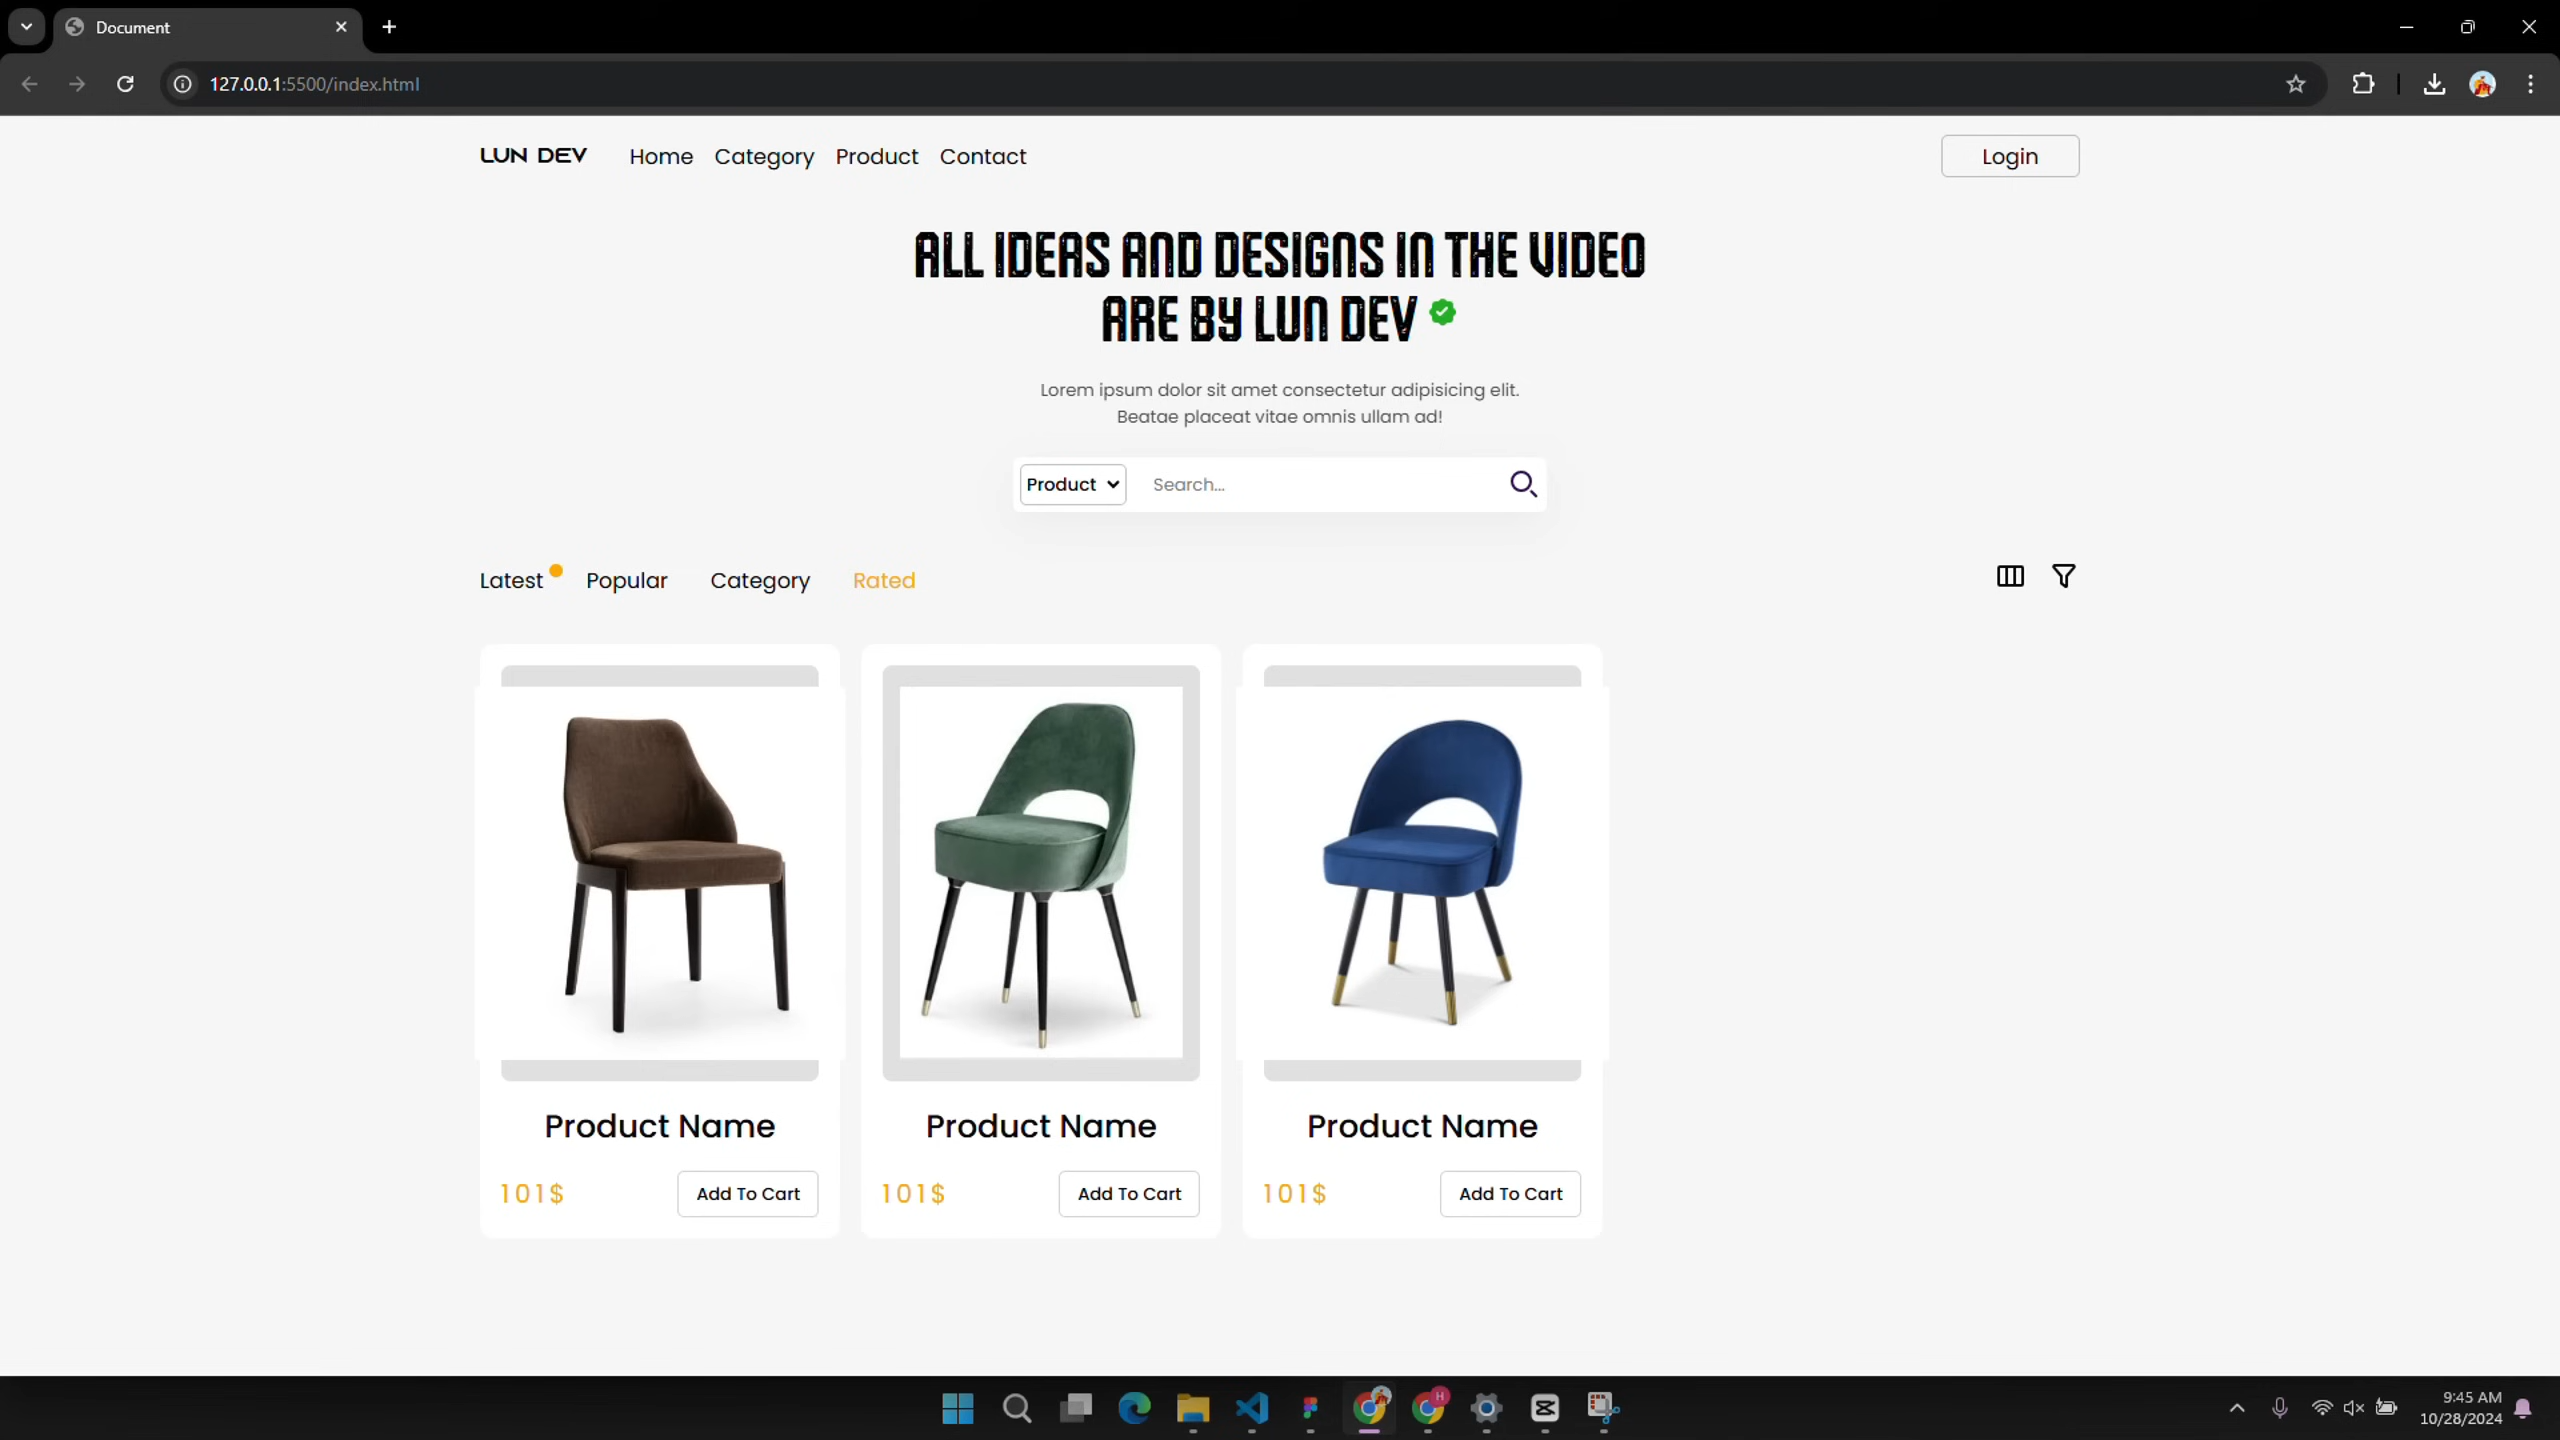 Document
127.0.0.1:5500/index.html
LUN DEV Home Category Product Contact Login
ALL IDEAS AND DESIGNS IN THE VIDEO
ARE BY LUN DEV
Lorem ipsum dolor sit amet consectetur adipisicing elit.
Beatae placeat vitae omnis ullam ad!
Product Search...
Latest Popular Category Rated
Product Name Product Name Product Name
101$ Add To Cart 101$ Add To Cart 101$ Add To Cart
H
9:45 AM
10/28/2024